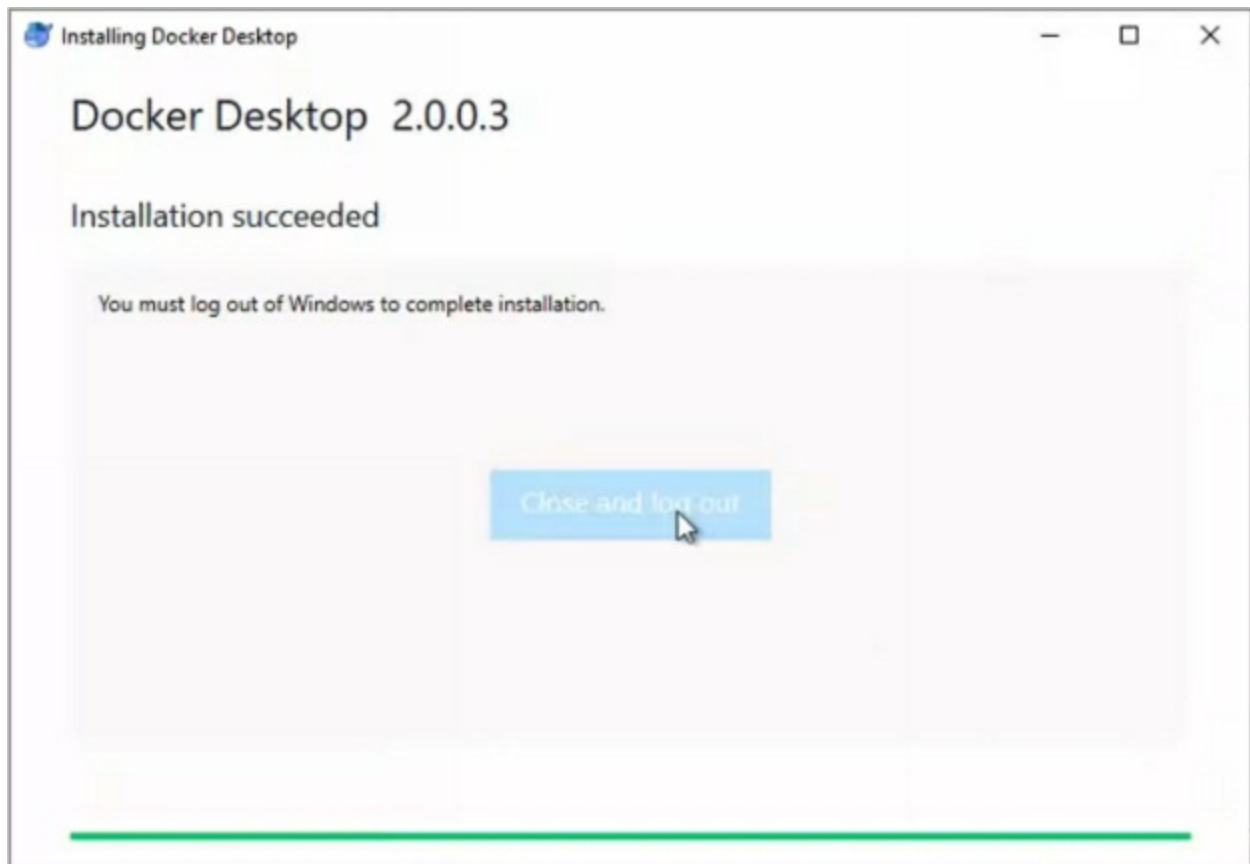 Installing Docker Desktop
Docker Desktop 2.0.0.3
Installation succeeded
You must log out of Windows to complete installation.
Close and log out